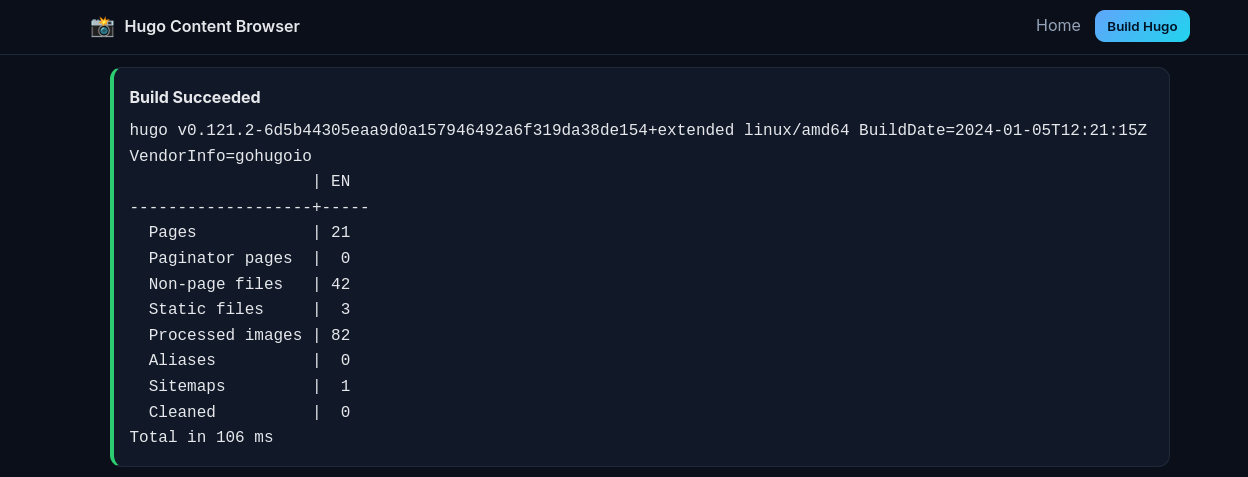 Hugo Content Browser
Home
Build Hugo
Build Succeeded
hugo v0.121.2-6d5b44305eaa9d0a157946492a6f319da38de154+extended linux/amd64 BuildDate=2024-01-05T12:21:15Z
VendorInfo=gohugoio
                   | EN
-------------------+-----
  Pages            | 21
  Paginator pages  |  0
  Non-page files   | 42
  Static files     |  3
  Processed images | 82
  Aliases          |  0
  Sitemaps         |  1
  Cleaned          |  0
Total in 106 ms